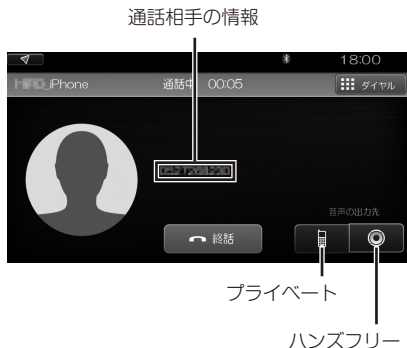 通話相手の情報
18:00
_iPhone 通話中 00:05 ダイヤル
音声の出力先
終話
プライベート
ハンズフリー